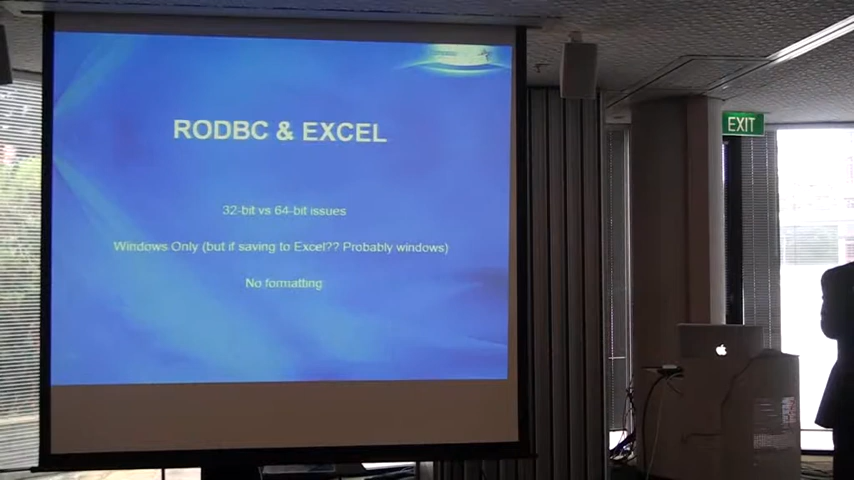 RODBC & EXCEL
32-bit vs 64-bit issues
Windows Only (but if saving to Excel?? Probably windows)
No formatting
EXIT